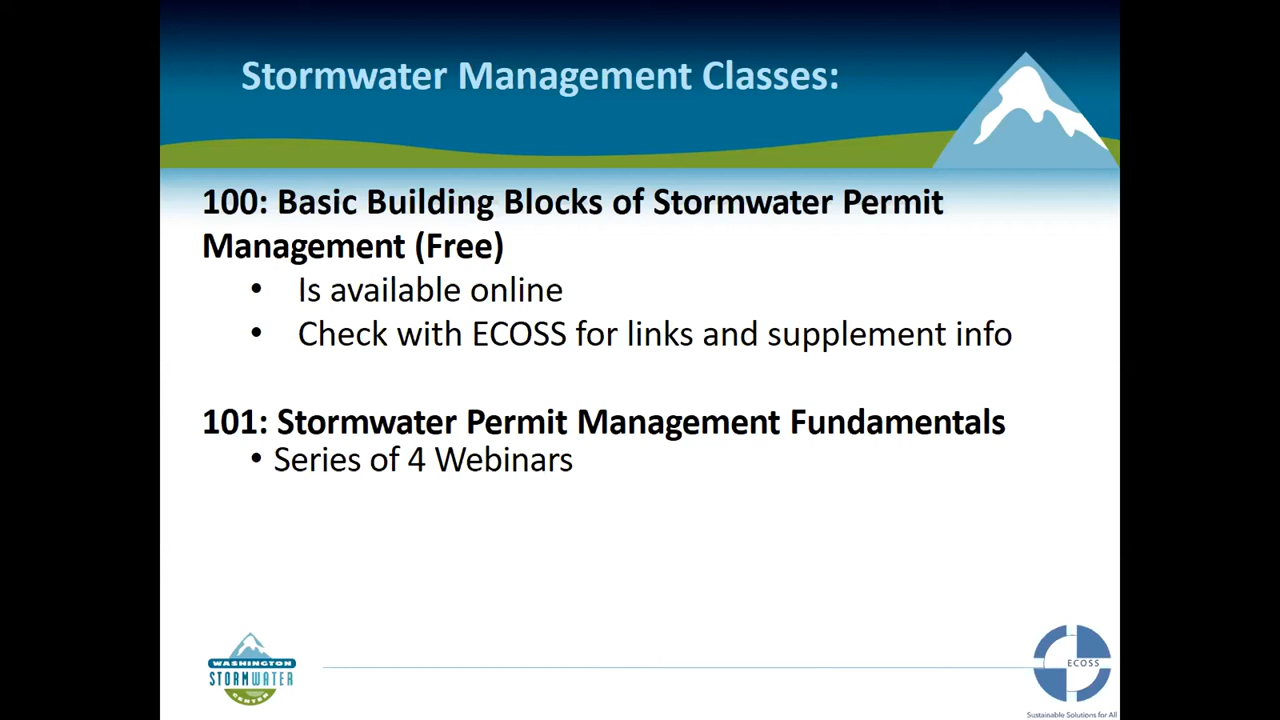 Stormwater Management Classes:
100: Basic Building Blocks of Stormwater Permit
Management (Free)
• Is available online
• Check with ECOSS for links and supplement info
101: Stormwater Permit Management Fundamentals
• Series of 4 Webinars
WASHINGTON
STORMWATER
CENTER
ECOSS
Sustainable Solutions for All